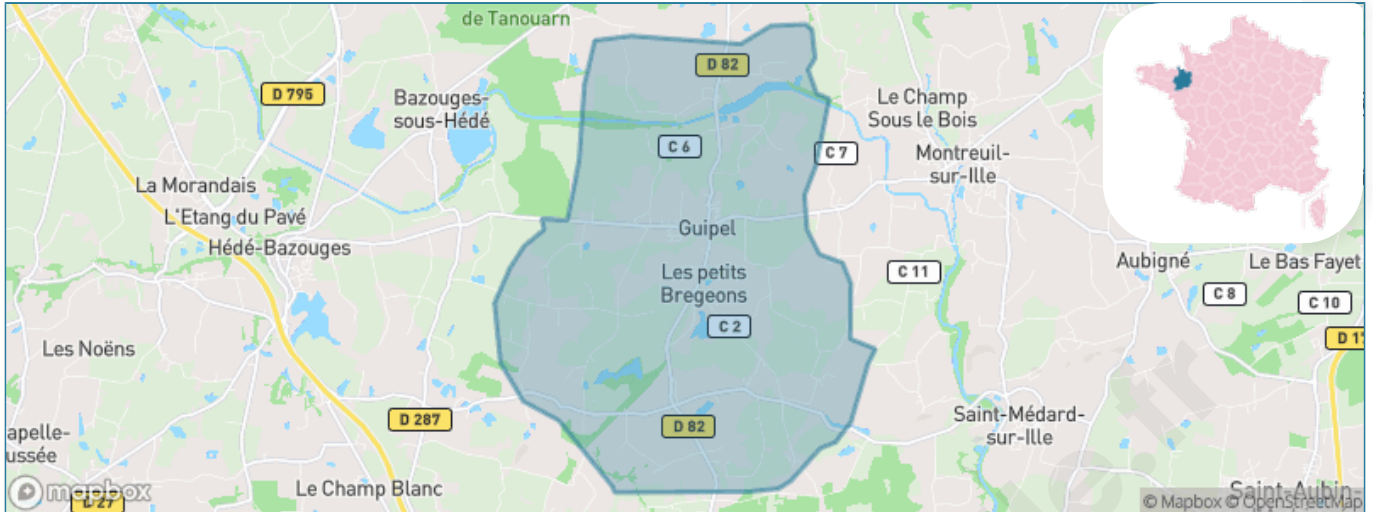 de Tanouarn
D 82
D 795
Bazouges-
sous-Hédé
Le Champ
Sous le Bois
C 6
C 7
Montreuil-
sur-Ille
La Morandais
L'Etang du Pavé
Guipel
Hédé-Bazouges
Les petits
Bregeons
C 11
Aubigné
Le Bas Fayet
C 8
C 10
C 2
Les Noëns
D 287
D 82
Saint-Médard-
sur-Ille
apelle-
ussée
Le Champ Blanc
mapbox
D 27
Saint-Aubin-
© Mapbox © OpenStreetMap